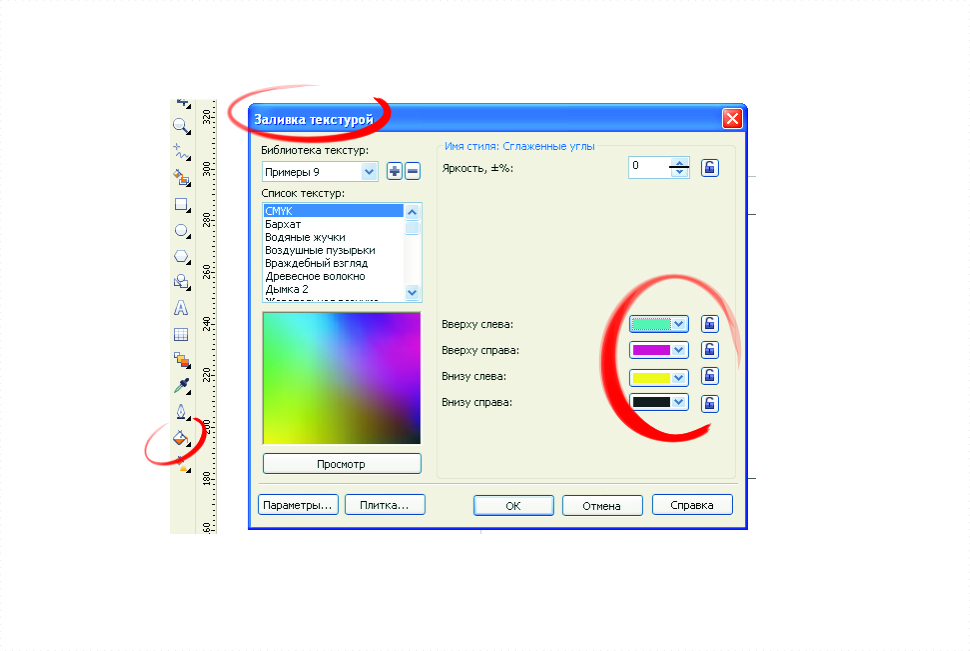 320
300
280
260
240
220
200
180
Заливка текстурой
Библиотека текстур:
Примеры 9
Список текстур:
CMYK
Бархат
Водяные жучки
Воздушные пузырьки
Враждебный взгляд
Древесное волокно
Дымка 2
Просмотр
Имя стиля: Сглаженные углы
Яркость, ±%:
0
Вверху слева:
Вверху справа:
Внизу слева:
Внизу справа:
Параметры...
Плитка...
OK
Отмена
Справка